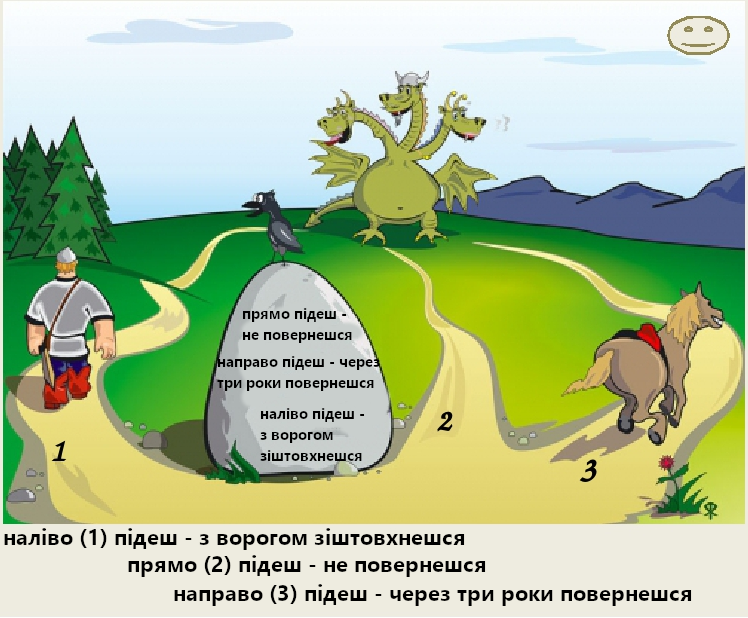 прямо підеш -
не повернешся
направо підеш - через
три роки повернешся
наліво підеш -
з ворогом
зіштовхнешся
1
2
3
наліво (1) підеш - з ворогом зіштовхнешся
прямо (2) підеш - не повернешся
направо (3) підеш - через три роки повернешся